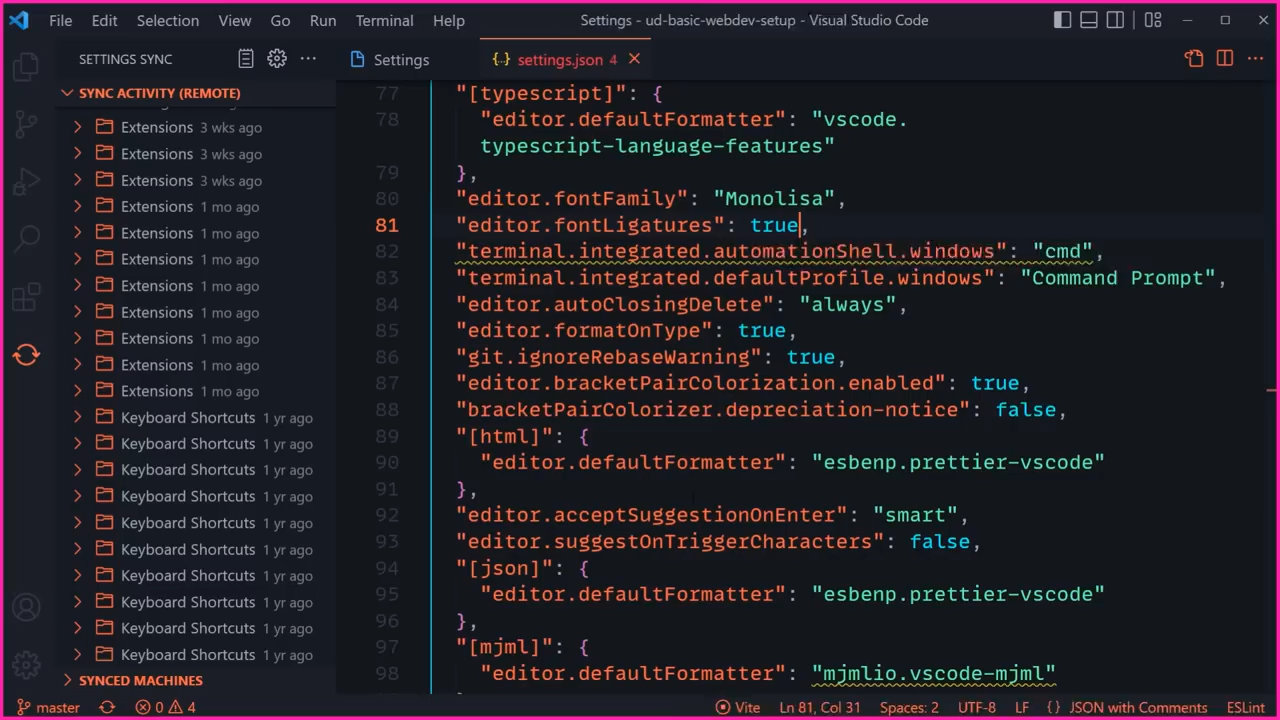 File Edit Selection View Go Run Terminal Help Settings - ud-basic-webdev-setup - Visual Studio Code
SETTINGS SYNC
Settings
{..} settings.json 4
SYNC ACTIVITY (REMOTE)
Extensions 3 wks ago
Extensions 3 wks ago
Extensions 3 wks ago
Extensions 1 mo ago
Extensions 1 mo ago
Extensions 1 mo ago
Extensions 1 mo ago
Extensions 1 mo ago
Extensions 1 mo ago
Extensions 1 mo ago
Extensions 1 mo ago
Keyboard Shortcuts 1 yr ago
Keyboard Shortcuts 1 yr ago
Keyboard Shortcuts 1 yr ago
Keyboard Shortcuts 1 yr ago
Keyboard Shortcuts 1 yr ago
Keyboard Shortcuts 1 yr ago
Keyboard Shortcuts 1 yr ago
Keyboard Shortcuts 1 yr ago
Keyboard Shortcuts 1 yr ago
Keyboard Shortcuts 1 yr ago
SYNCED MACHINES
77 "[typescript]": {
78 "editor.defaultFormatter": "vscode.
typescript-language-features"
79 },
80 "editor.fontFamily": "Monolisa",
81 "editor.fontLigatures": true,
82 "terminal.integrated.automationShell.windows": "cmd",
83 "terminal.integrated.defaultProfile.windows": "Command Prompt",
84 "editor.autoClosingDelete": "always",
85 "editor.formatOnType": true,
86 "git.ignoreRebaseWarning": true,
87 "editor.bracketPairColorization.enabled": true,
88 "bracketPairColorizer.depreciation-notice": false,
89 "[html]": {
90 "editor.defaultFormatter": "esbenp.prettier-vscode"
91 },
92 "editor.acceptSuggestionOnEnter": "smart",
93 "editor.suggestOnTriggerCharacters": false,
94 "[json]": {
95 "editor.defaultFormatter": "esbenp.prettier-vscode"
96 },
97 "[mjml]": {
98 "editor.defaultFormatter": "mjmlio.vscode-mjml"
master 0 4 Vite Ln 81, Col 31 Spaces: 2 UTF-8 LF {} JSON with Comments ESLint